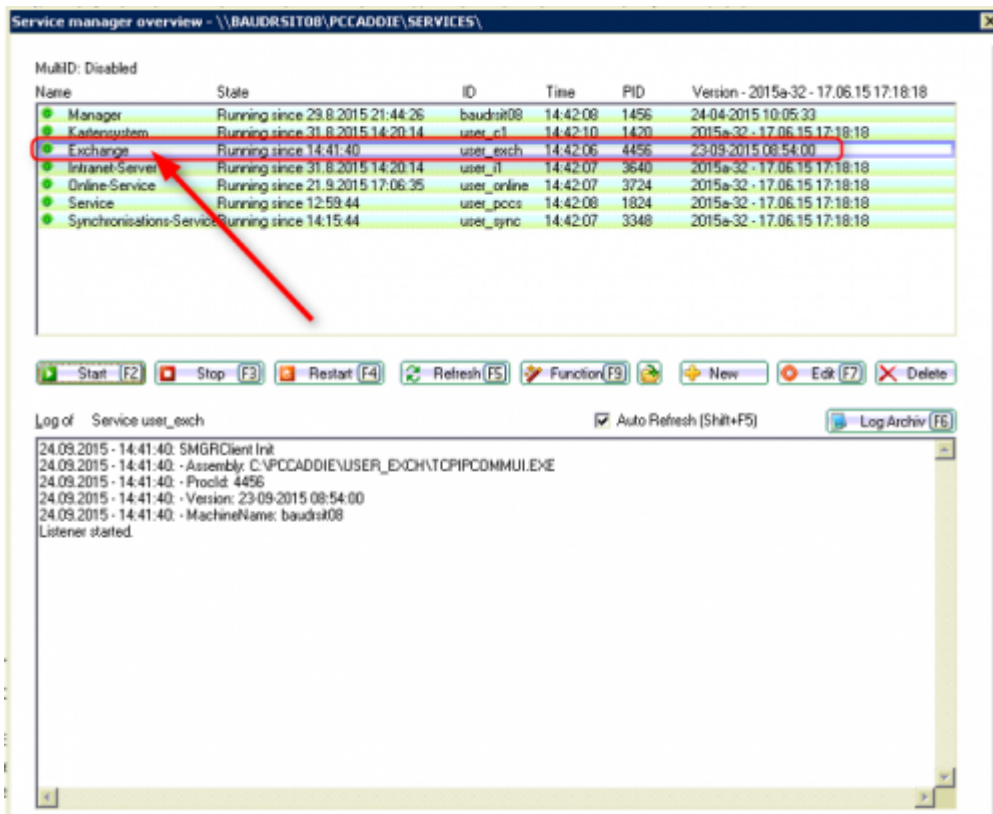 Service manager overview - \\BAUDRSIT08\PCCADDIE\SERVICES\
MultiID: Disabled
Name State ID Time PID Version - 2015a-32 - 17.06.15 17:18:18
Manager Running since 29.8.2015 21:44:26 baudrsit08 14:42:08 1456 24-04-2015 10:05:33
Kartensystem Running since 31.8.2015 14:20:14 user_c1 14:42:10 1420 2015a-32 - 17.06.15 17:18:18
Exchange Running since 14:41:40 user_exch 14:42:06 4456 23-09-2015 08:54:00
Intranet-Server Running since 31.8.2015 14:20:14 user_i1 14:42:07 3640 2015a-32 - 17.06.15 17:18:18
Online-Service Running since 21.9.2015 17:06:35 user_online 14:42:07 3724 2015a-32 - 17.06.15 17:18:18
Service Running since 12:59:44 user_pccs 14:42:08 1824 2015a-32 - 17.06.15 17:18:18
Synchronisations-Service Running since 14:15:44 user_sync 14:42:07 3348 2015a-32 - 17.06.15 17:18:18
Start F2 Stop F3 Restart F4 Refresh F5 Function F9 New Edit F7 Delete
Log of Service user_exch Auto Refresh (Shift+F5) Log Archiv F6
24.09.2015 - 14:41:40: SMGRClient Init
24.09.2015 - 14:41:40: - Assembly: C:\PCCADDIE\USER_EXCH\TCPIPCOMMUI.EXE
24.09.2015 - 14:41:40: - ProcId: 4456
24.09.2015 - 14:41:40: - Version: 23-09-2015 08:54:00
24.09.2015 - 14:41:40: - MachineName: baudrsit08
Listener started.